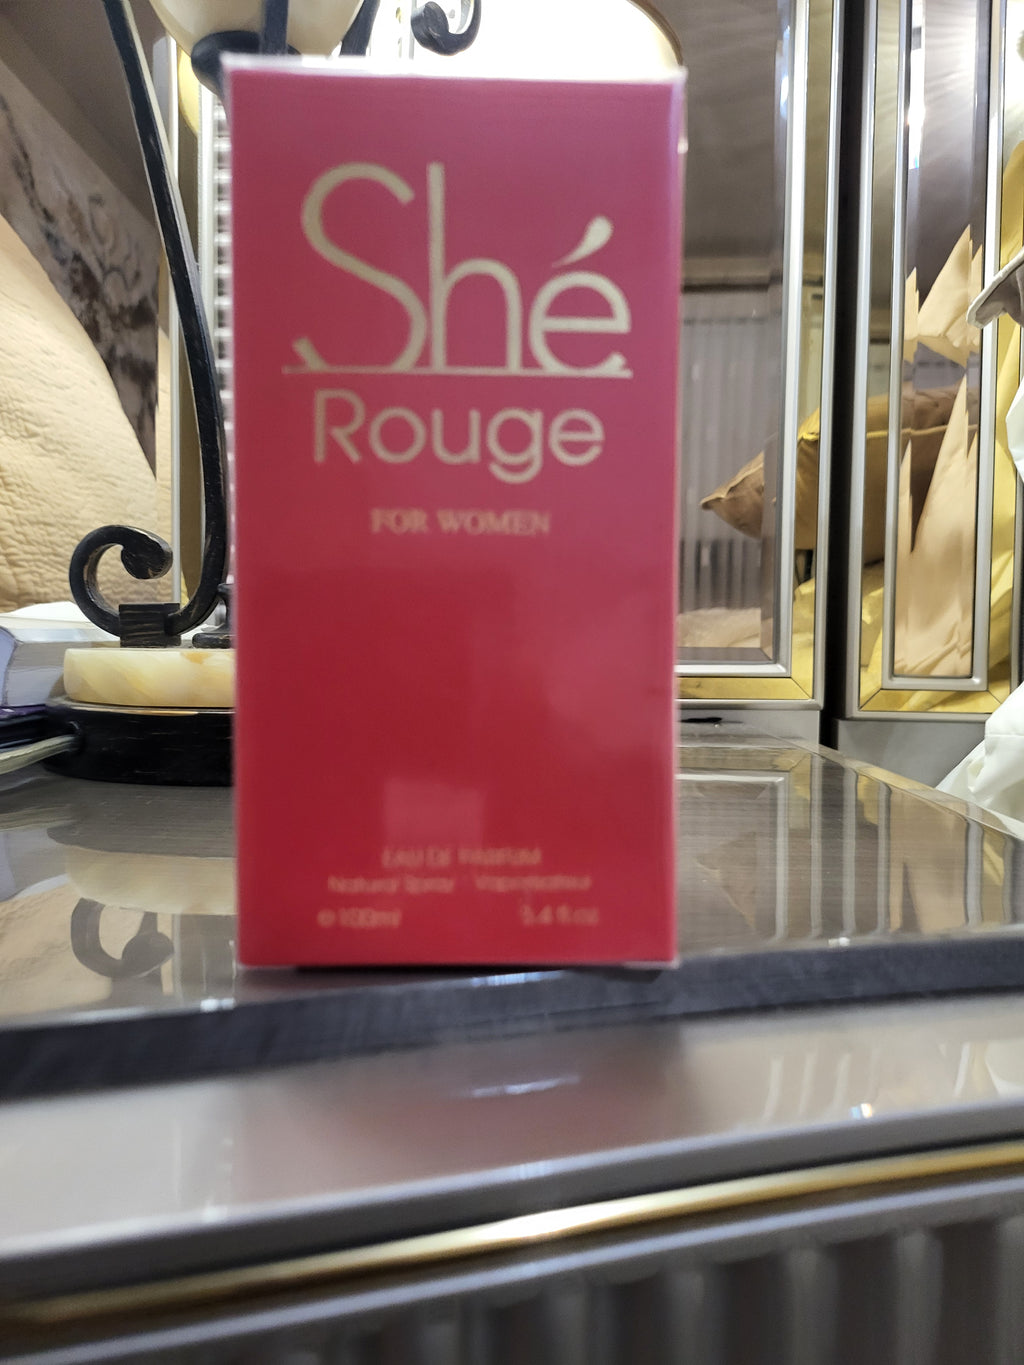 Shé
Rouge
FOR WOMEN
EAU DE PARFUM
Natural Spray Vaporisateur
e 100ml 3.4 fl.oz